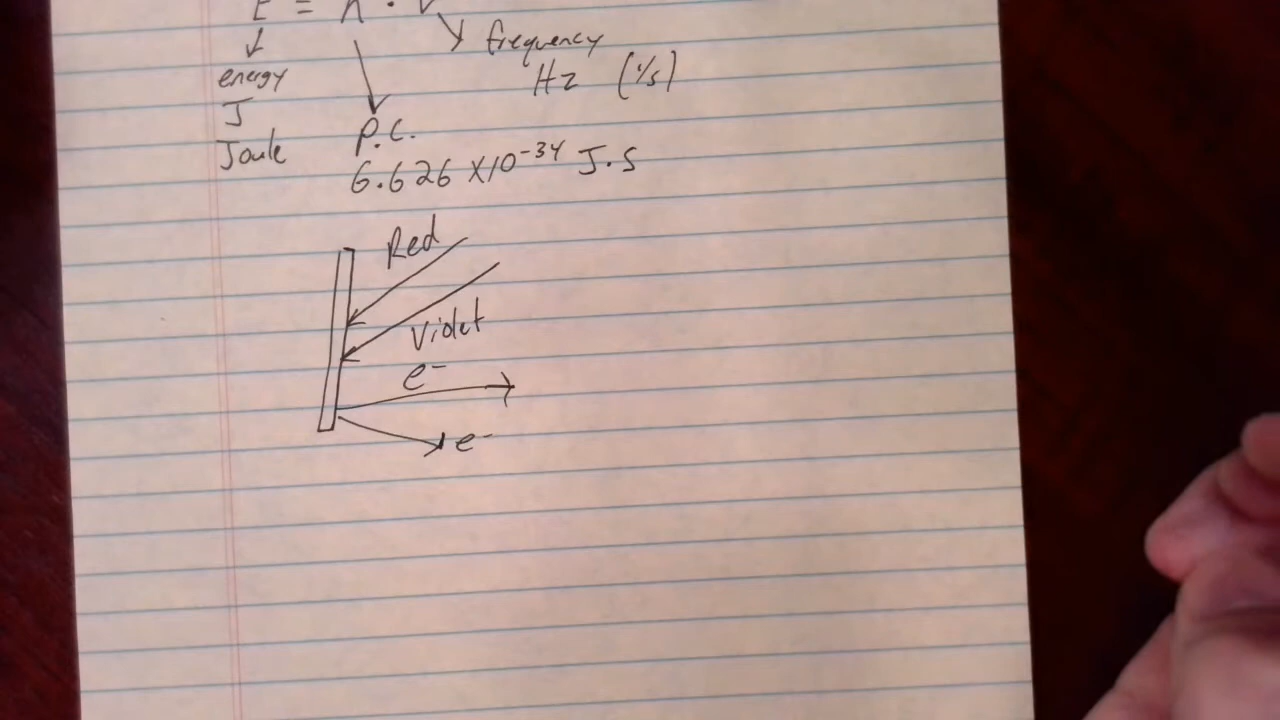 E = h · ν
frequency
energy
Hz (1/s)
J
P.C.
Joule
6.626 x10-34 J.S
Red
Violet
e-
e-